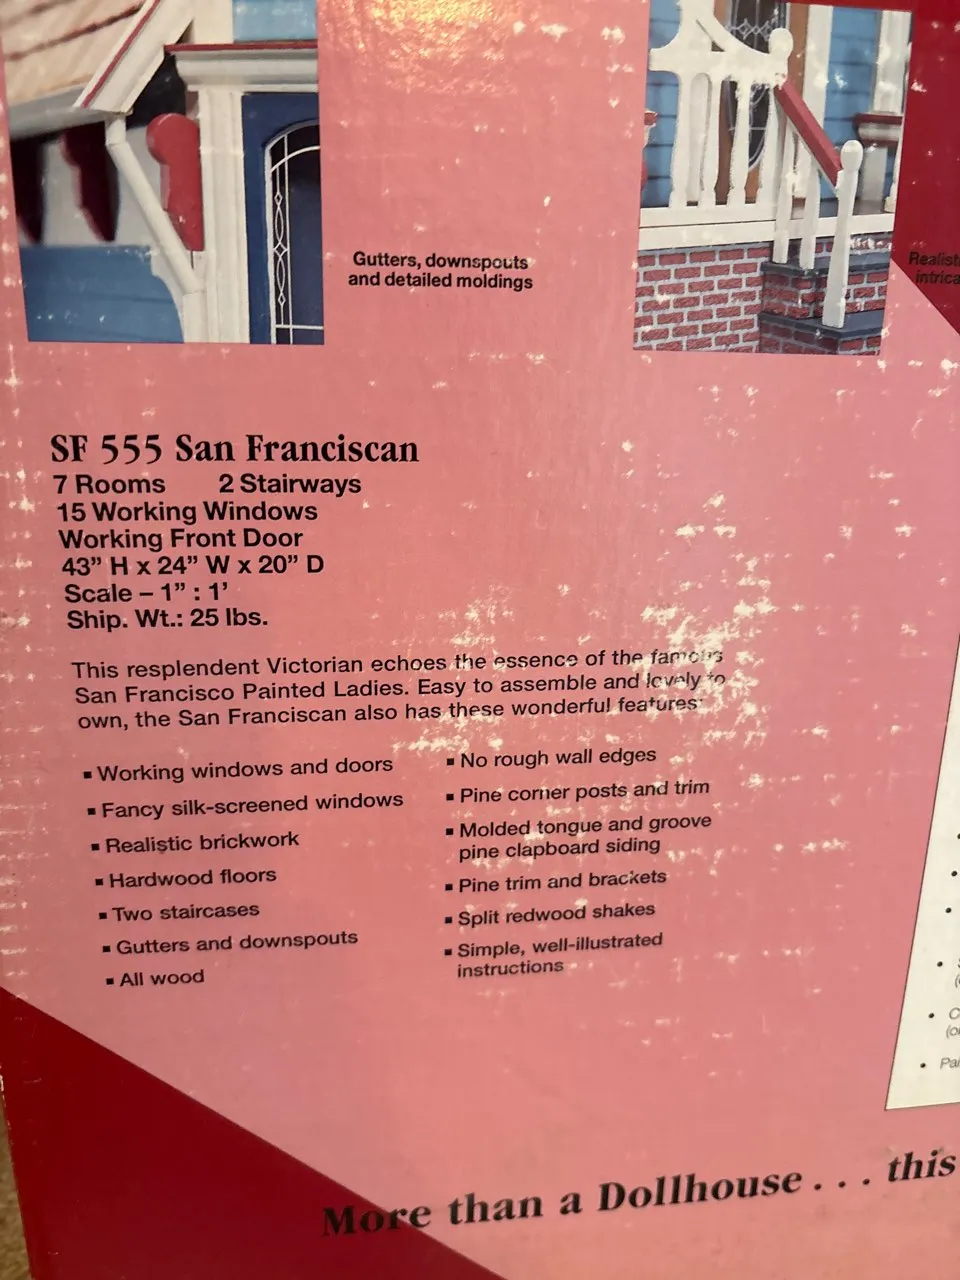 Gutters, downspouts
and detailed moldings
SF 555 San Franciscan
7 Rooms 2 Stairways
15 Working Windows
Working Front Door
43” H x 24” W x 20” D
Scale – 1” : 1’
Ship. Wt.: 25 lbs.
This resplendent Victorian echoes the essence of the famous
San Francisco Painted Ladies. Easy to assemble and lovely to
own, the San Franciscan also has these wonderful features:
▪ Working windows and doors
▪ Fancy silk-screened windows
▪ Realistic brickwork
▪ Hardwood floors
▪ Two staircases
▪ Gutters and downspouts
▪ All wood
▪ No rough wall edges
▪ Pine corner posts and trim
▪ Molded tongue and groove
pine clapboard siding
▪ Pine trim and brackets
▪ Split redwood shakes
▪ Simple, well-illustrated
instructions
More than a Dollhouse . . . this